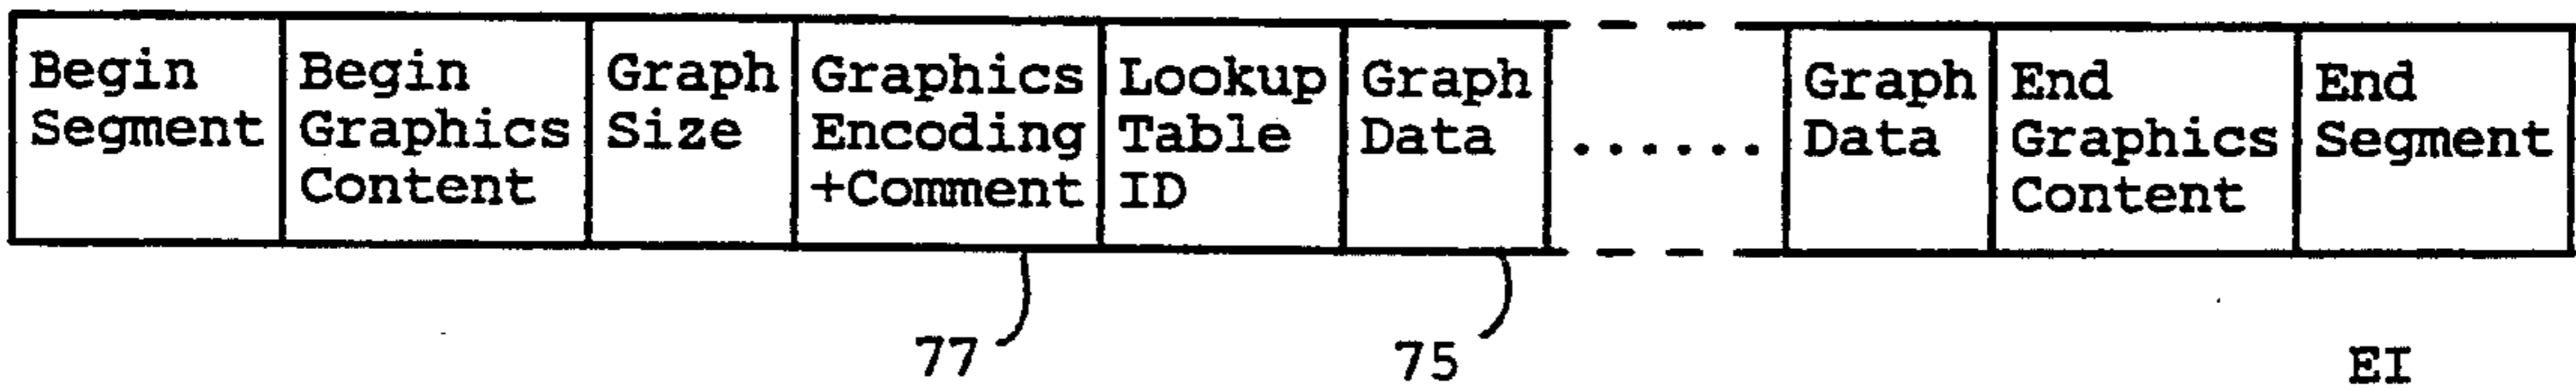 Begin
Segment
Begin
Graphics
Content
Graph
Size
Graphics
Encoding
+Comment
Lookup
Table
ID
Graph
Data
......
Graph
Data
End
Graphics
Content
End
Segment
77
75
EI